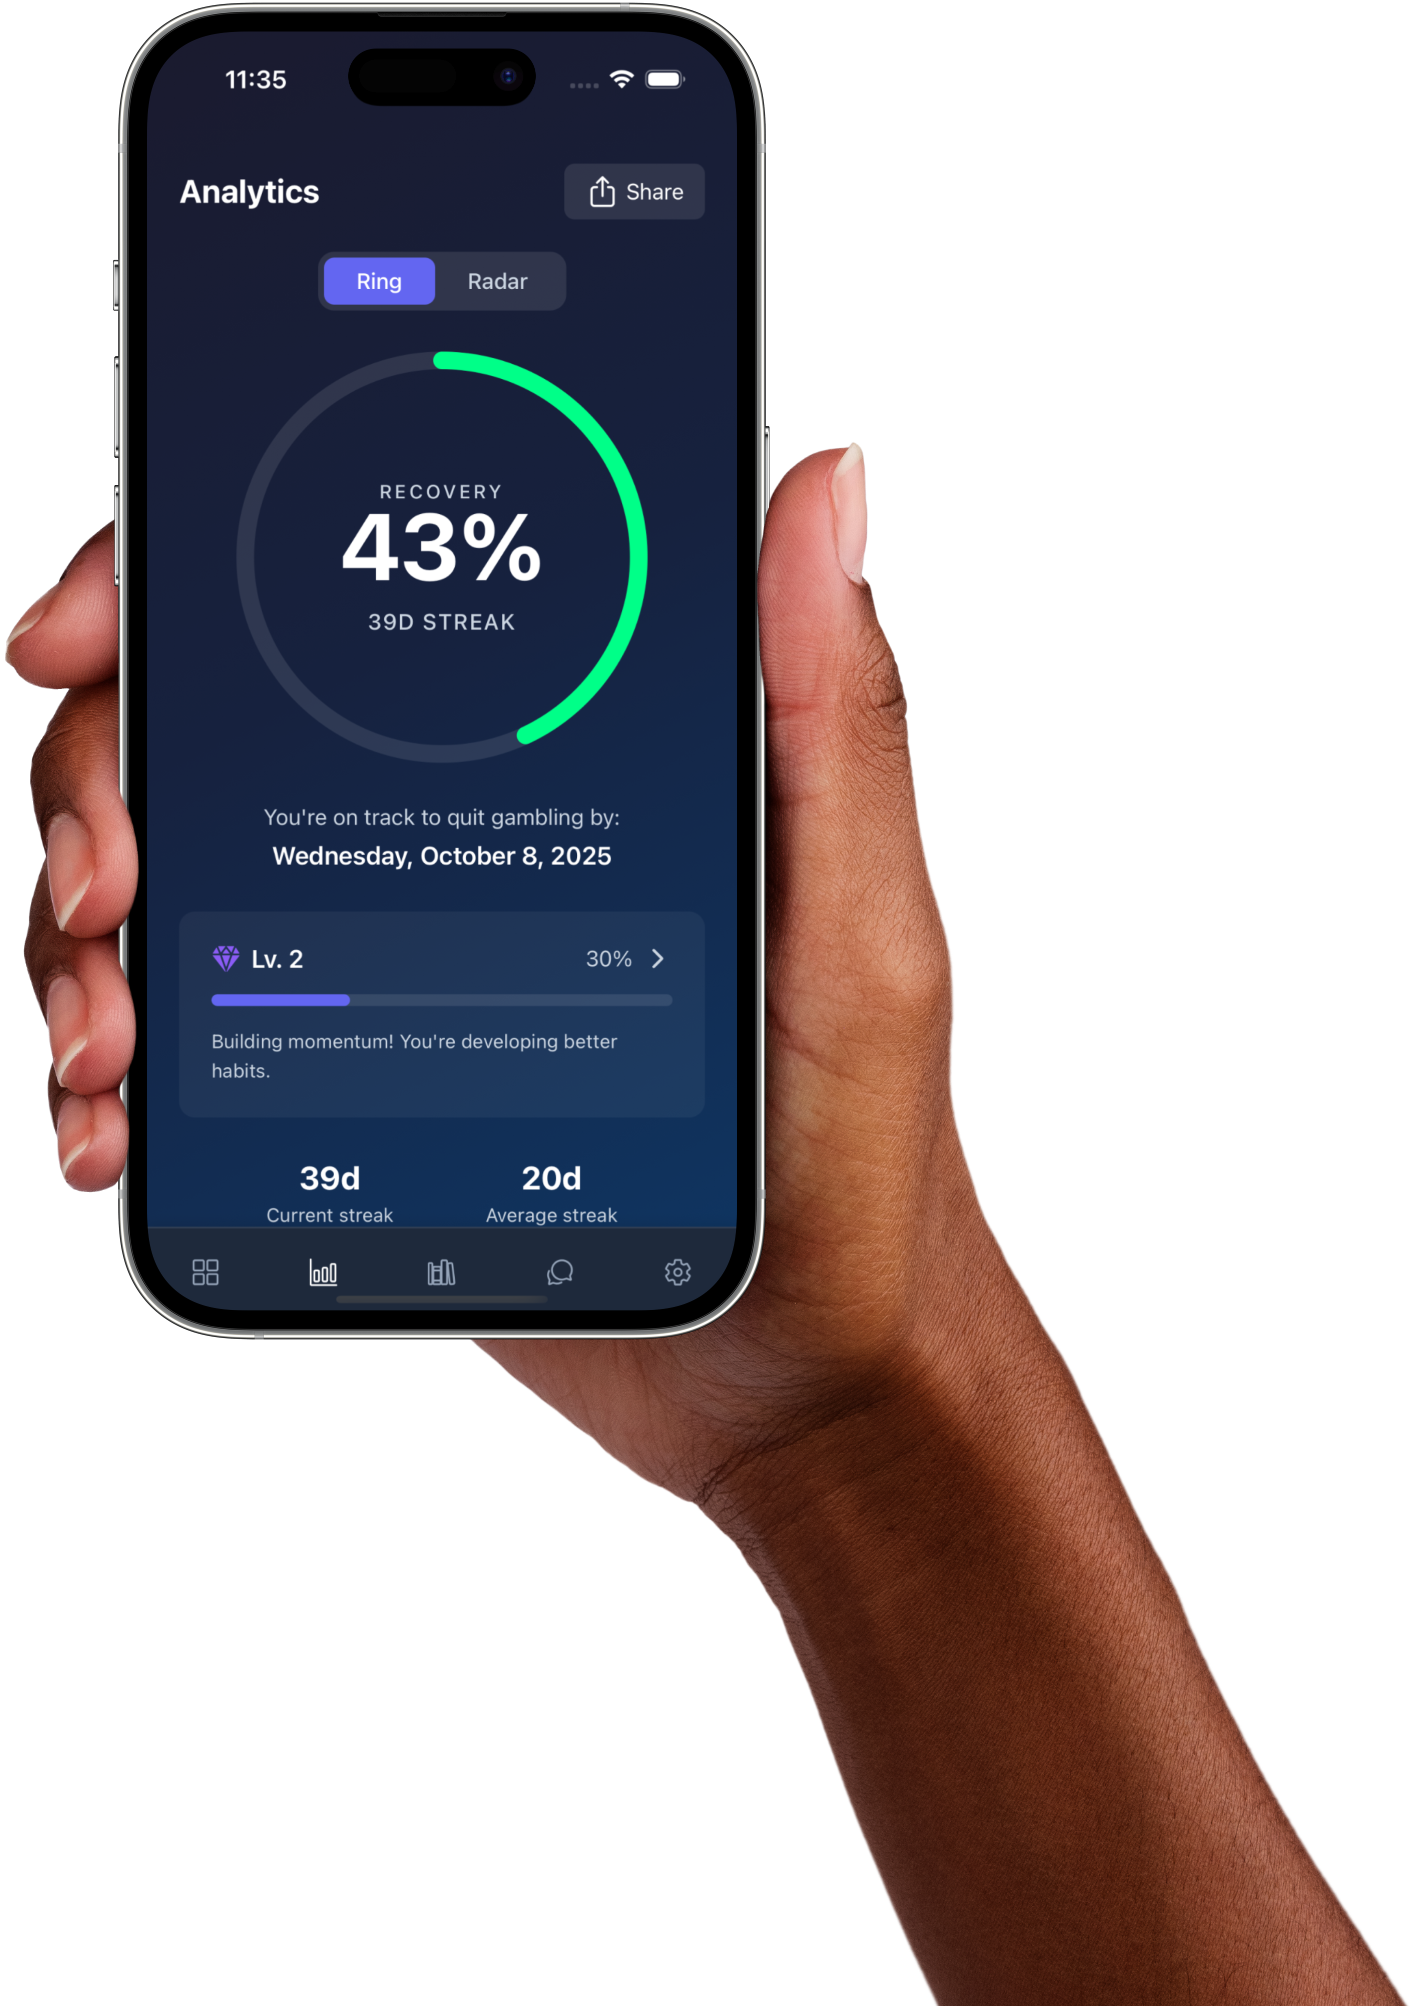 11:35
Analytics
Share
Ring
Radar
RECOVERY
43%
39D STREAK
You're on track to quit gambling by:
Wednesday, October 8, 2025
Lv. 2
30%
Building momentum! You're developing better
habits.
39d
20d
Current streak
Average streak